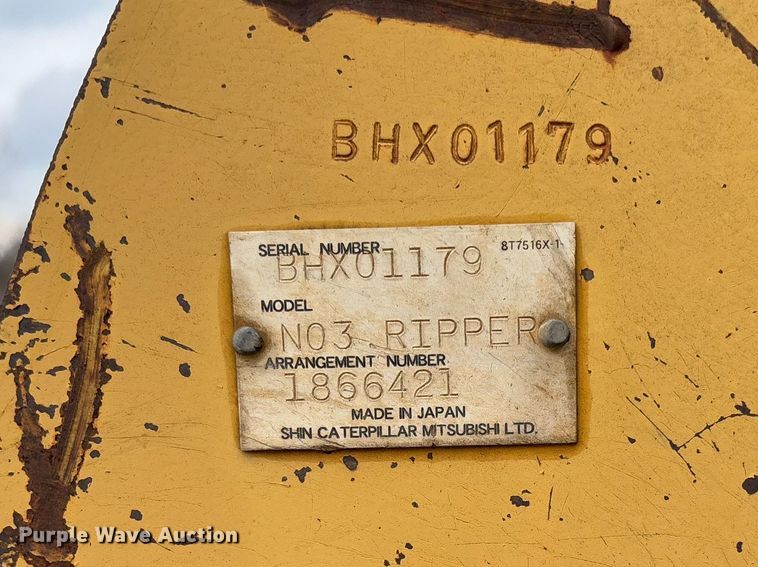 BHX01179
SERIAL NUMBER 8T7516X-1
BHX01179
MODEL
NO3 RIPPER
ARRANGEMENT NUMBER
1866421
MADE IN JAPAN
SHIN CATERPILLAR MITSUBISHI LTD.
Purple Wave Auction